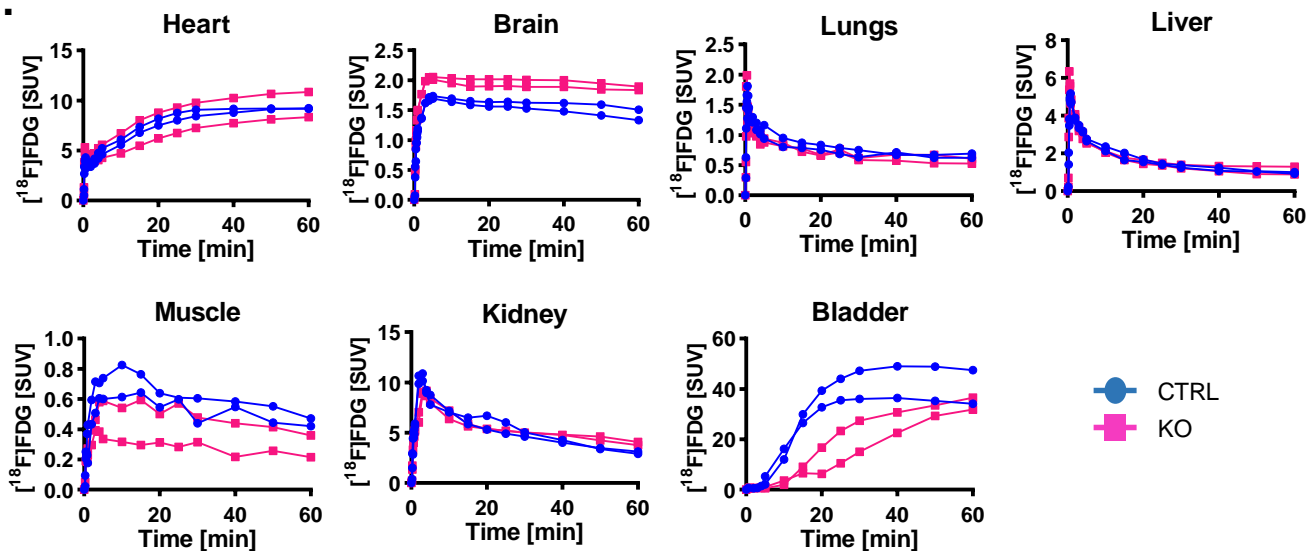 Heart
[¹⁸F]FDG [SUV]
15
10
5
0
0 20 40 60
Time [min]
Brain
[¹⁸F]FDG [SUV]
2.5
2.0
1.5
1.0
0.5
0.0
0 20 40 60
Time [min]
Lungs
[¹⁸F]FDG [SUV]
2.5
2.0
1.5
1.0
0.5
0.0
0 20 40 60
Time [min]
Liver
[¹⁸F]FDG [SUV]
8
6
4
2
0
0 20 40 60
Time [min]
Muscle
[¹⁸F]FDG [SUV]
1.0
0.8
0.6
0.4
0.2
0.0
0 20 40 60
Time [min]
Kidney
[¹⁸F]FDG [SUV]
15
10
5
0
0 20 40 60
Time [min]
Bladder
[¹⁸F]FDG [SUV]
60
40
20
0
0 20 40 60
Time [min]
CTRL
KO